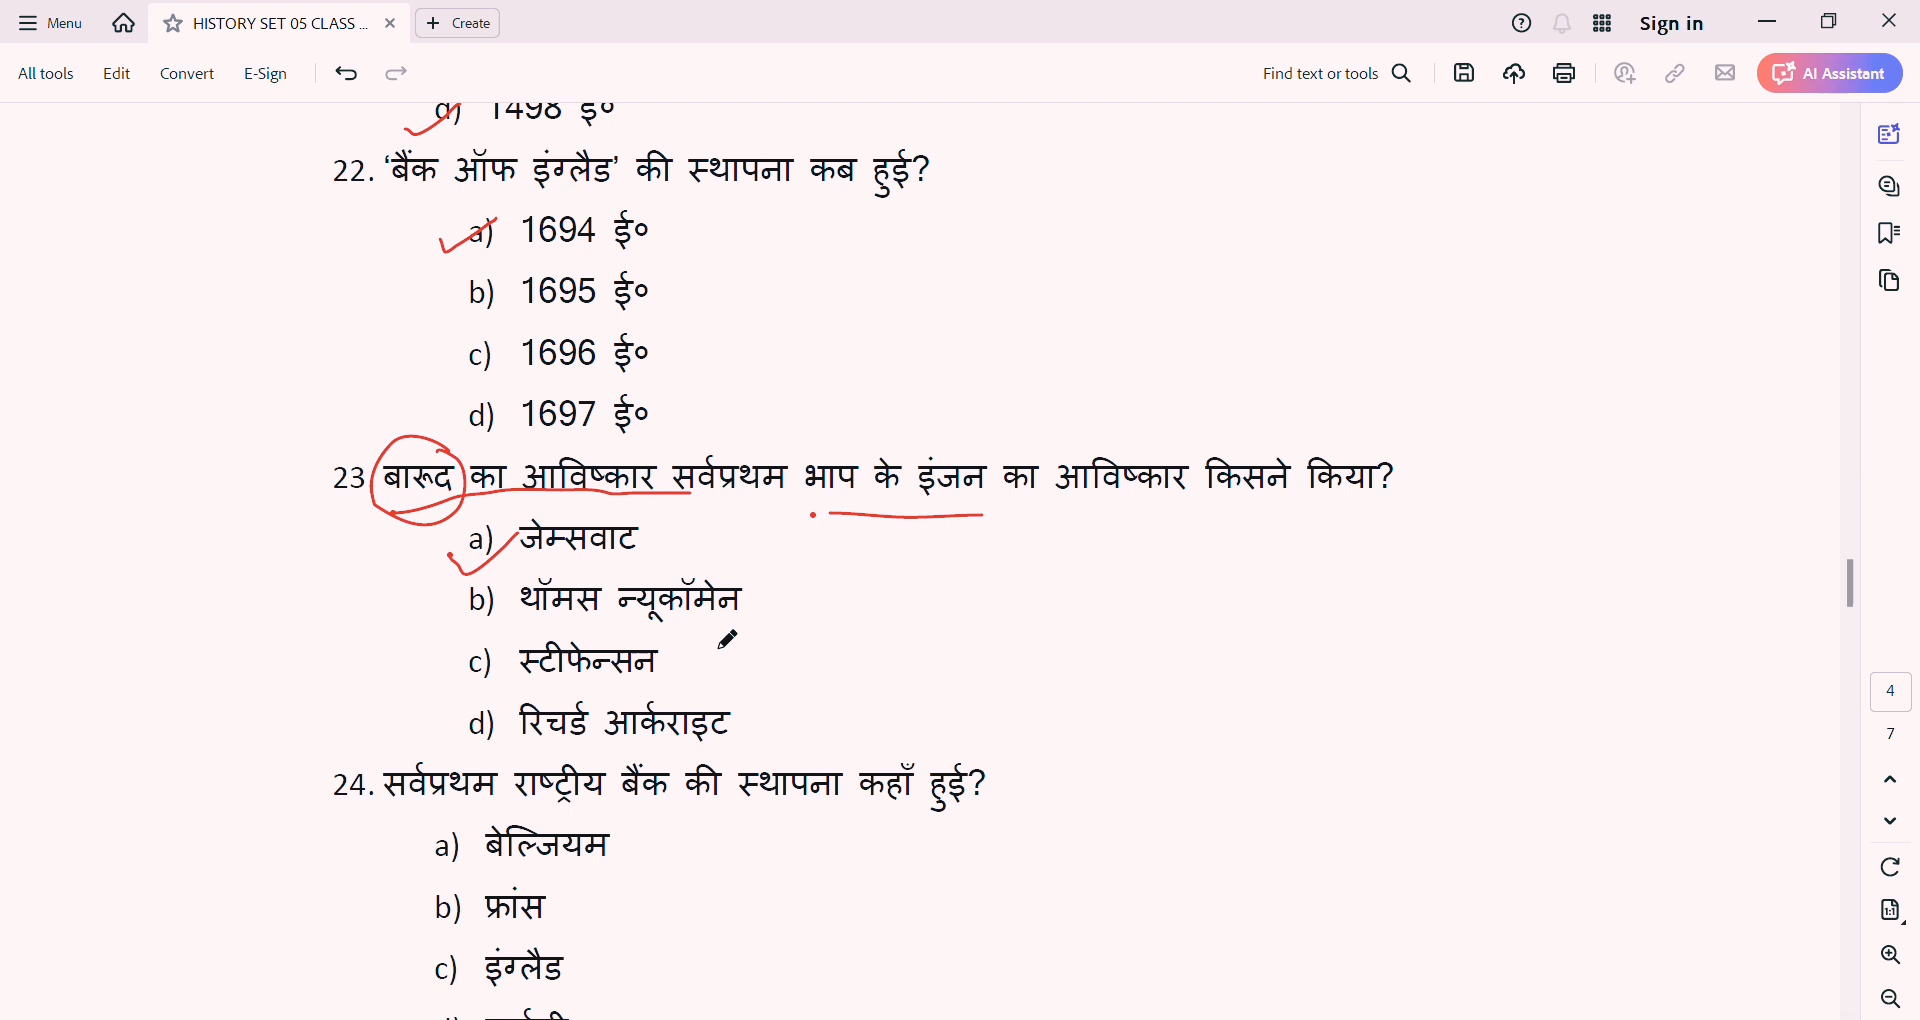 Menu
HISTORY SET 05 CLASS ...
Create
Sign in
All tools
Edit
Convert
E-Sign
Find text or tools
AI Assistant
d) 1498 ई०
22. ‘बैंक ऑफ इंग्लैड’ की स्थापना कब हुई?
a) 1694 ई०
b) 1695 ई०
c) 1696 ई०
d) 1697 ई०
23 बारूद का आविष्कार सर्वप्रथम भाप के इंजन का आविष्कार किसने किया?
a) जेम्सवाट
b) थॉमस न्यूकॉमेन
c) स्टीफेन्सन
d) रिचर्ड आर्कराइट
24. सर्वप्रथम राष्ट्रीय बैंक की स्थापना कहाँ हुई?
a) बेल्जियम
b) फ्रांस
c) इंग्लैड
4
7